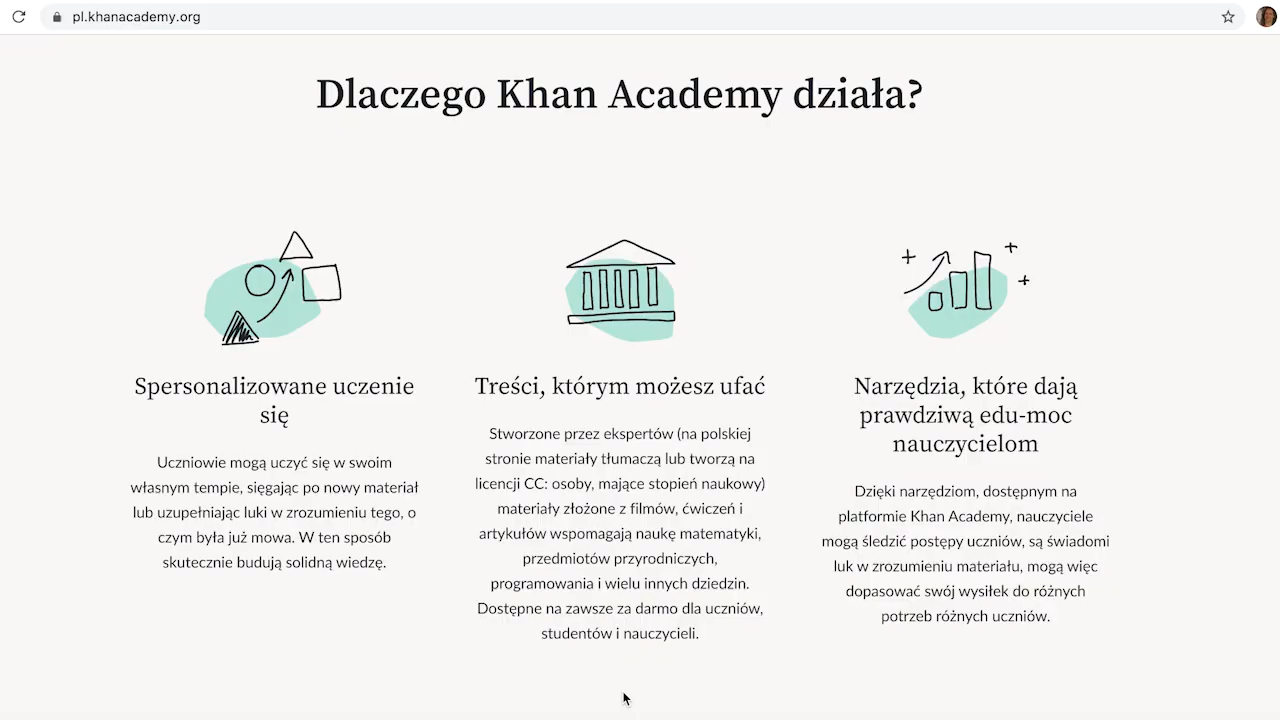 pl.khanacademy.org
Dlaczego Khan Academy działa?
Spersonalizowane uczenie
się
Uczniowie mogą uczyć się w swoim
własnym tempie, sięgając po nowy materiał
lub uzupełniając luki w zrozumieniu tego, o
czym była już mowa. W ten sposób
skutecznie budują solidną wiedzę.
Treści, którym możesz ufać
Stworzone przez ekspertów (na polskiej
stronie materiały tłumaczą lub tworzą na
licencji CC: osoby, mające stopień naukowy)
materiały złożone z filmów, ćwiczeń i
artykułów wspomagają naukę matematyki,
przedmiotów przyrodniczych,
programowania i wielu innych dziedzin.
Dostępne na zawsze za darmo dla uczniów,
studentów i nauczycieli.
Narzędzia, które dają
prawdziwą edu-moc
nauczycielom
Dzięki narzędziom, dostępnym na
platformie Khan Academy, nauczyciele
mogą śledzić postępy uczniów, są świadomi
luk w zrozumieniu materiału, mogą więc
dopasować swój wysiłek do różnych
potrzeb różnych uczniów.